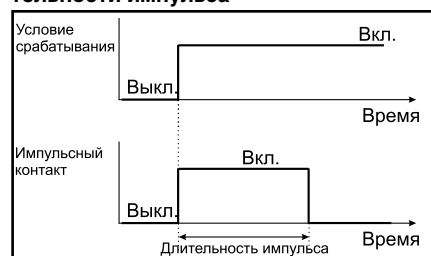 тельности импульса
Условие
срабатывания
Вкл.
Выкл.
Время
Импульсный
контакт
Вкл.
Выкл.
Длительность импульса
Время